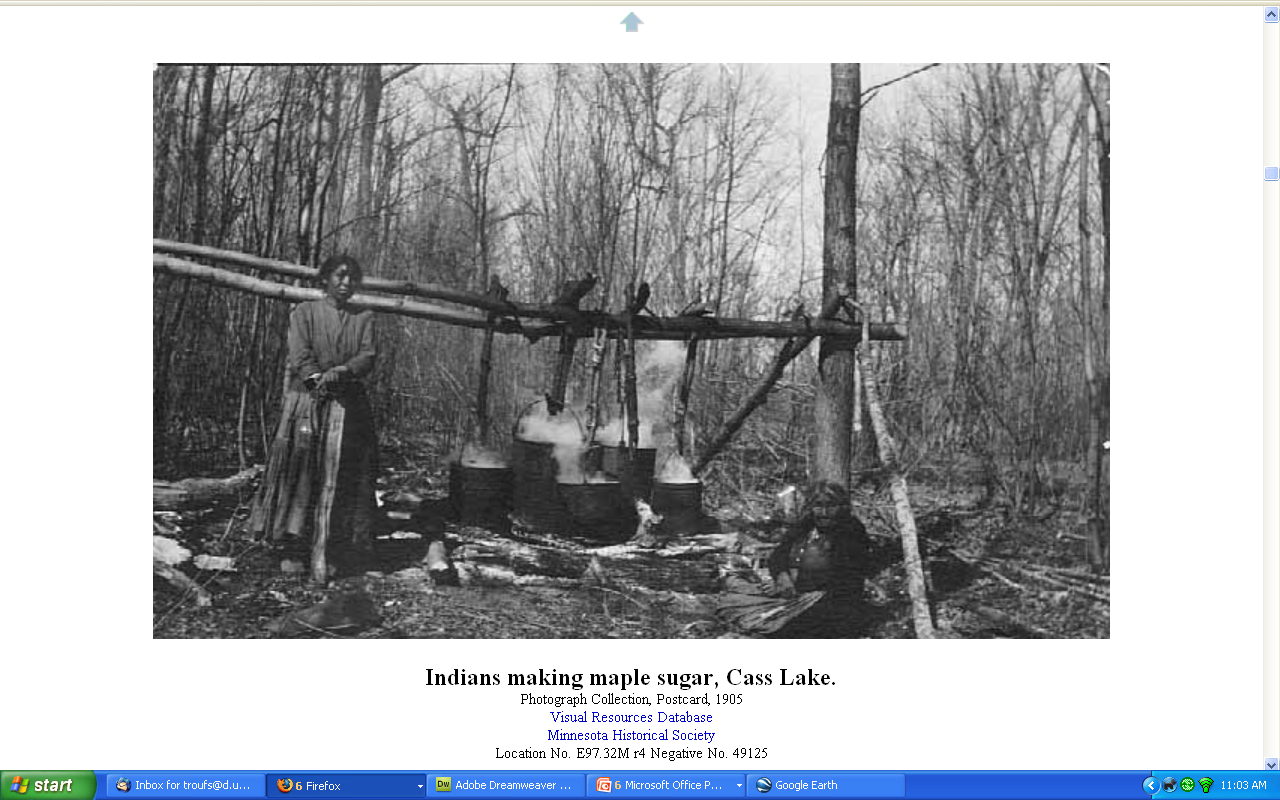 Indians making maple sugar, Cass Lake.
Photograph Collection, Postcard, 1905
Visual Resources Database
Minnesota Historical Society
Location No. E97.32M r4 Negative No. 49125
start
Inbox for troufs@d.u...
6 Firefox
Adobe Dreamweaver ...
6 Microsoft Office P...
Google Earth
11:03 AM